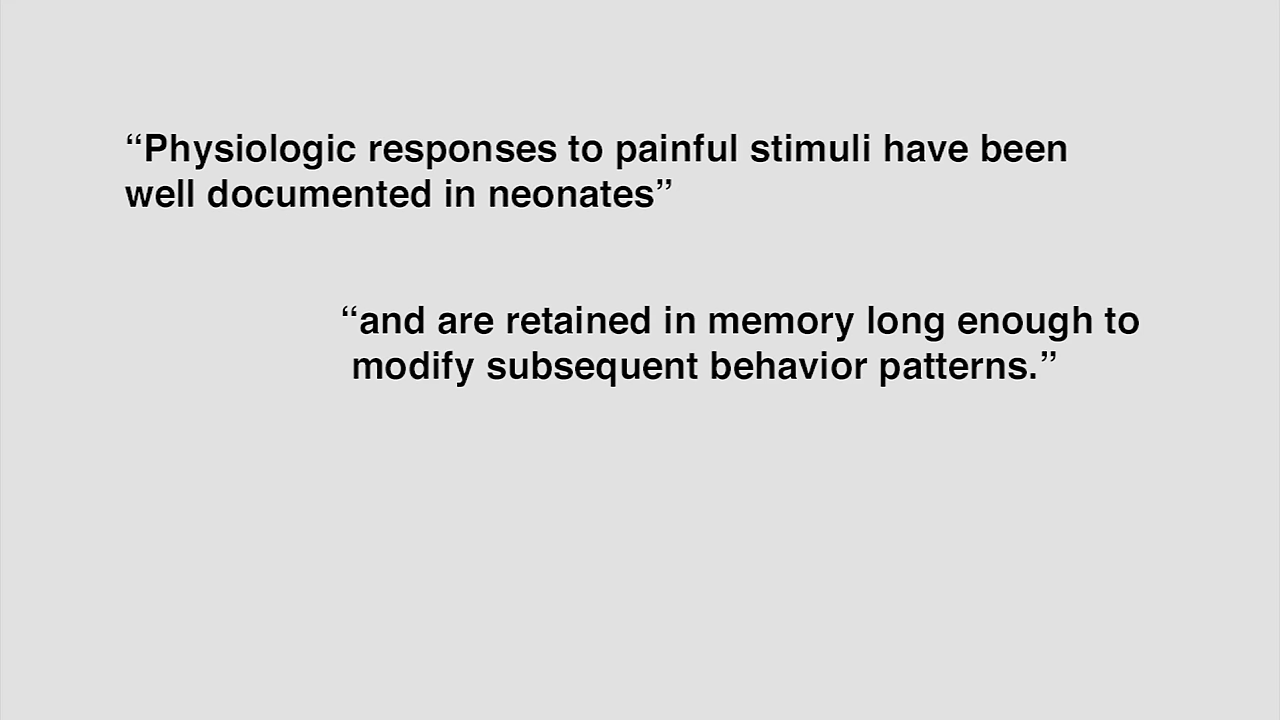 “Physiologic responses to painful stimuli have been
well documented in neonates”
“and are retained in memory long enough to
modify subsequent behavior patterns.”